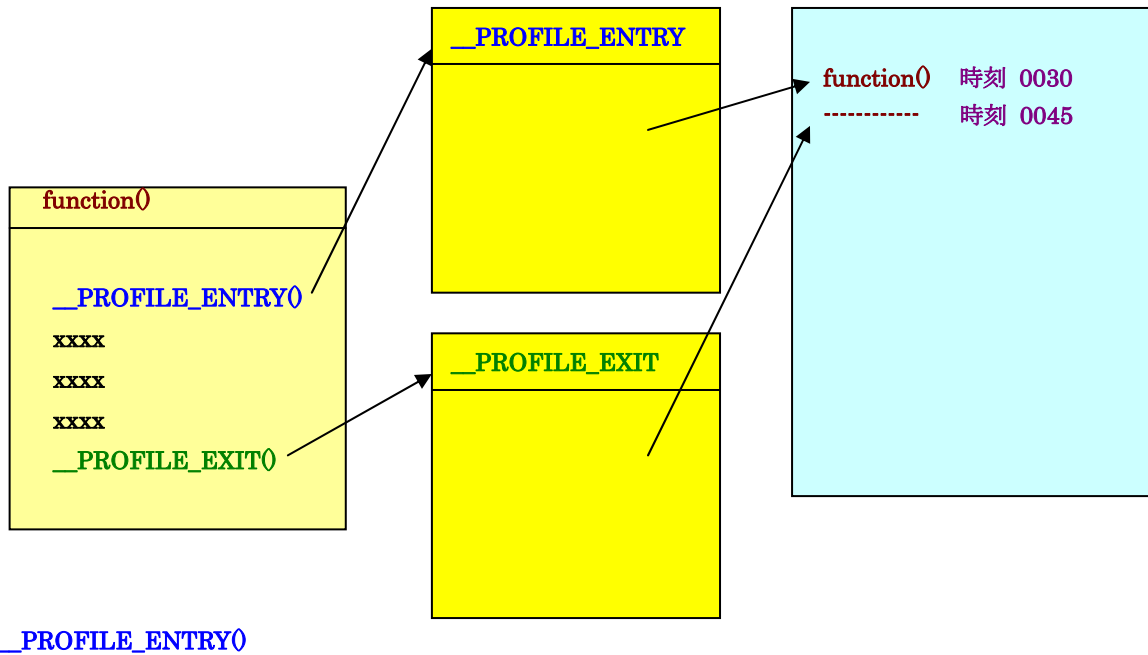 function()
__PROFILE_ENTRY()
xxxx
xxxx
xxxx
__PROFILE_EXIT()
__PROFILE_ENTRY
__PROFILE_EXIT
function() 時刻 0030
------------ 時刻 0045
__PROFILE_ENTRY()